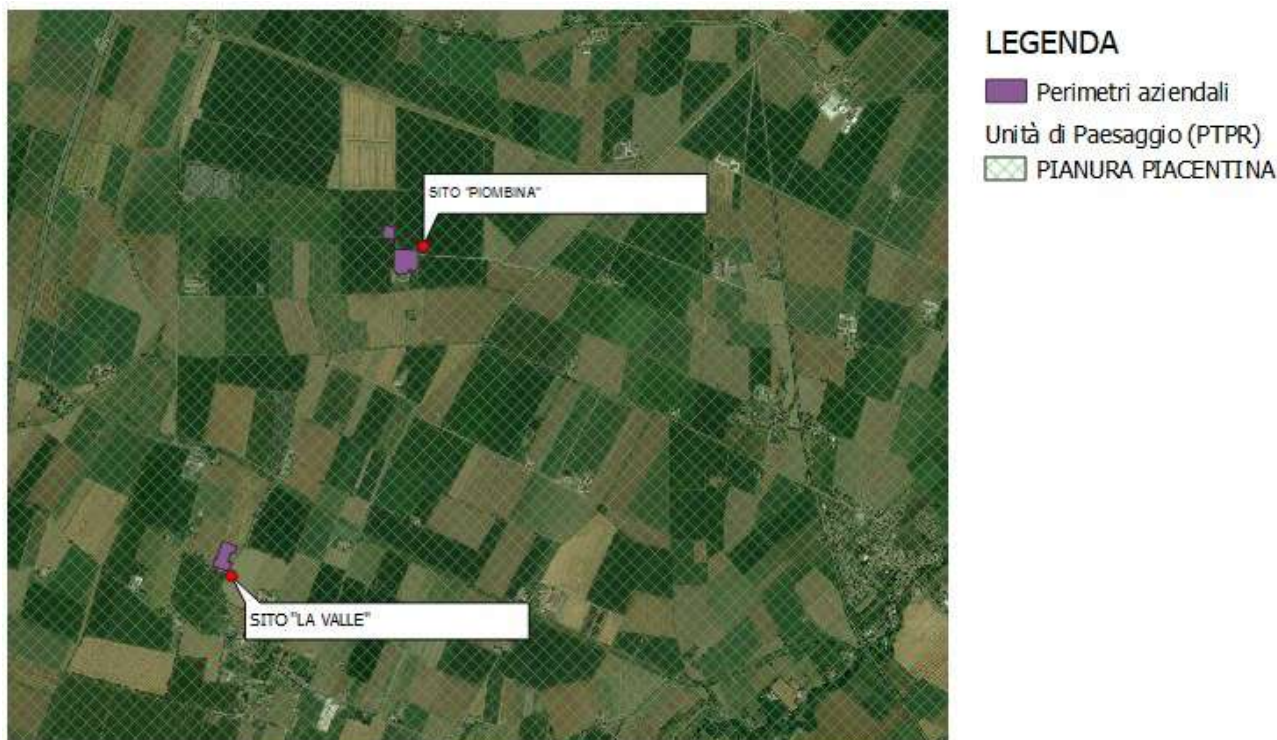 LEGENDA
Perimetri aziendali
Unità di Paesaggio (PTPR)
PIANURA PIACENTINA
SITO "PIOMBINA"
SITO "LA VALLE"